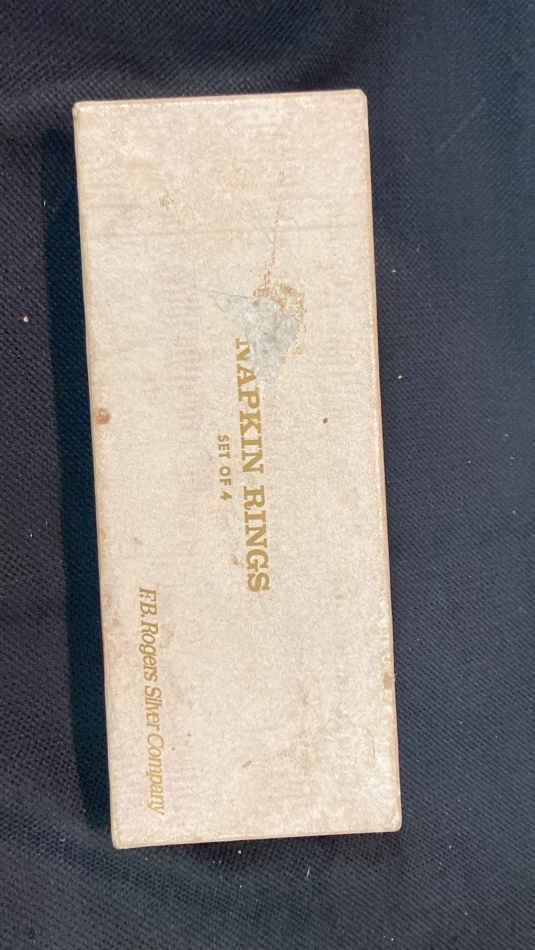 NAPKIN RINGS
SET OF 4
F.B. Rogers Silver Company